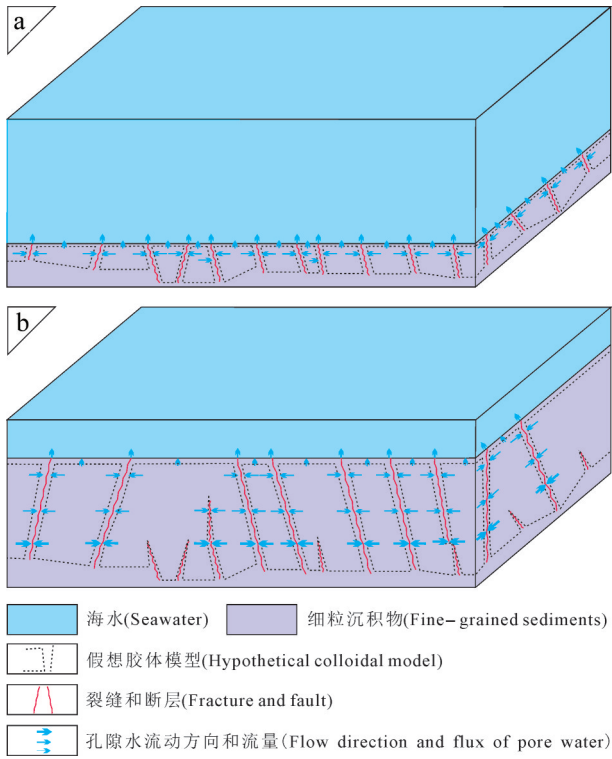 a
b
海水(Seawater)
细粒沉积物(Fine-grained sediments)
假想胶体模型(Hypothetical colloidal model)
裂缝和断层(Fracture and fault)
孔隙水流动方向和流量(Flow direction and flux of pore water)